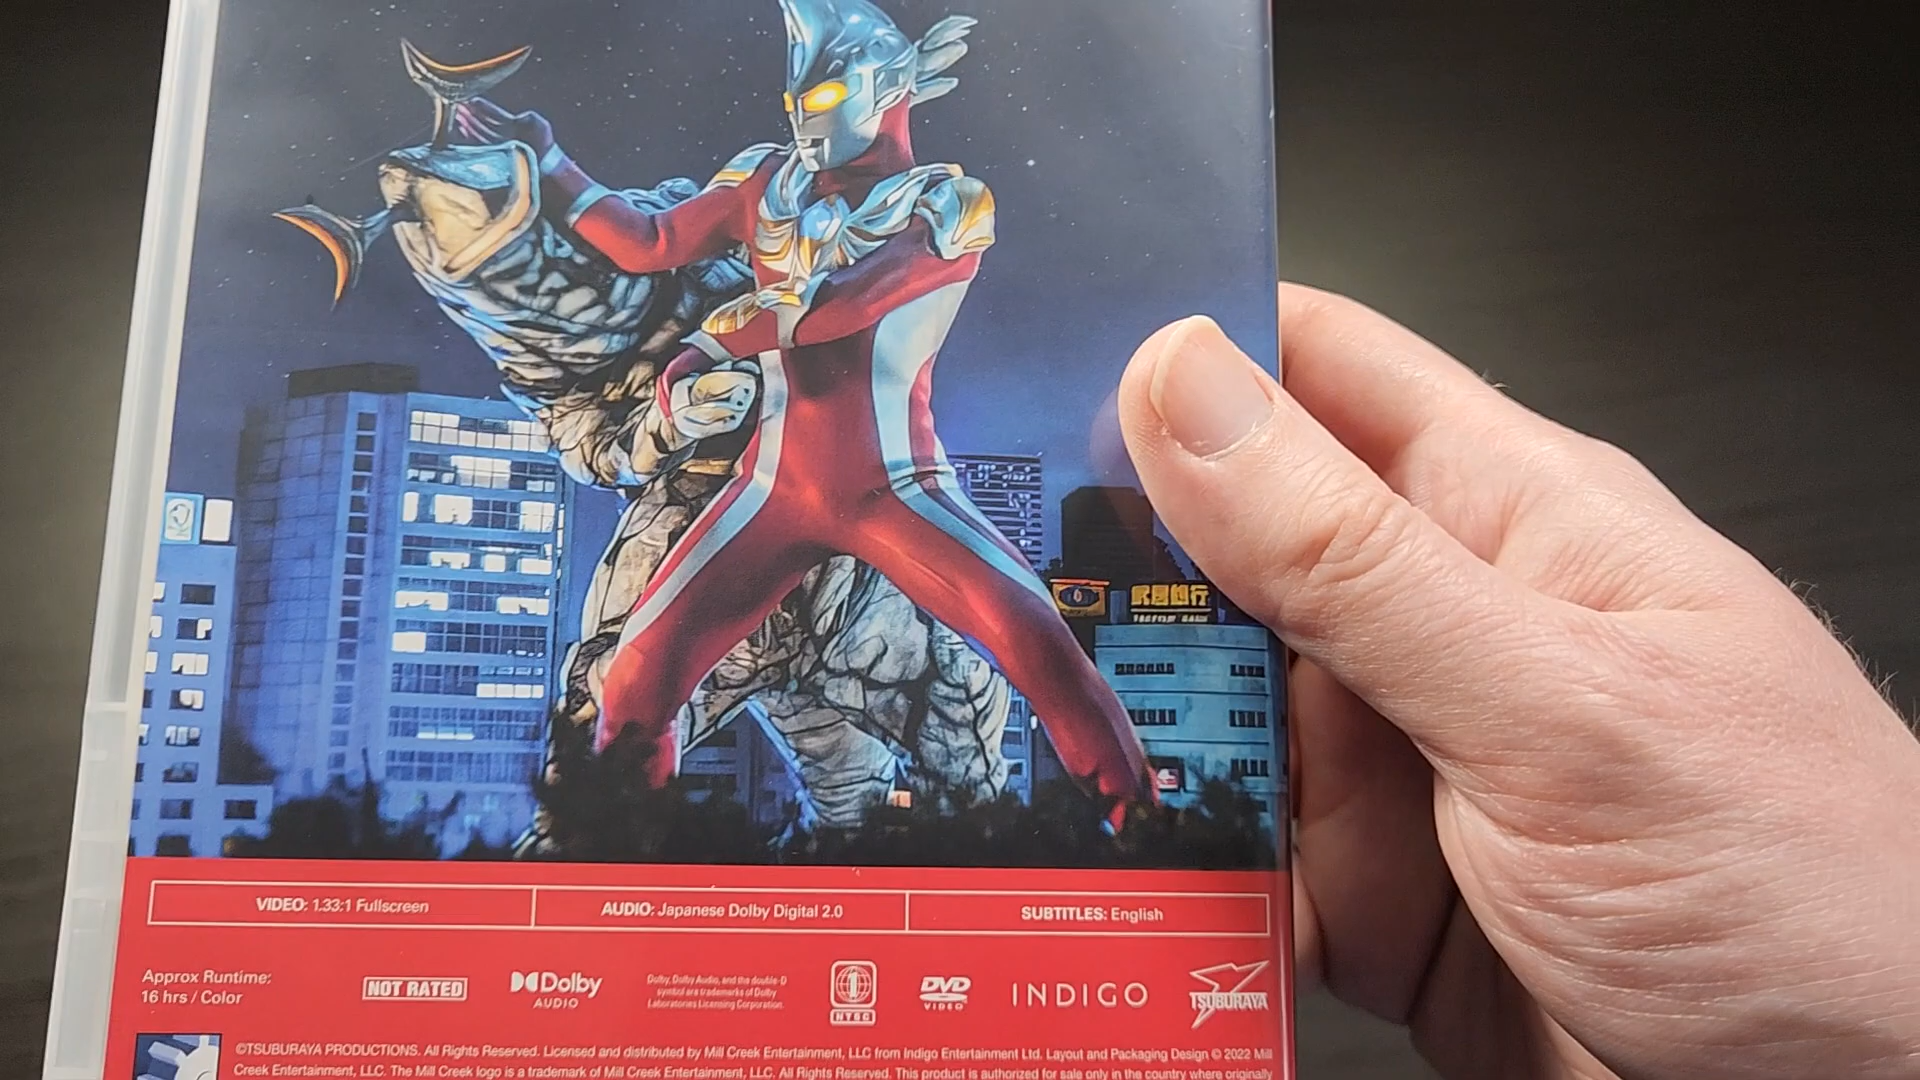 VIDEO: 1.33:1 Fullscreen
AUDIO: Japanese Dolby Digital 2.0
SUBTITLES: English
Approx Runtime:
16 hrs / Color
NOT RATED
Dolby
AUDIO
Dolby, Dolby Audio, and the double-D
symbol are trademarks of Dolby
Laboratories Licensing Corporation.
1
NTSC
DVD
VIDEO
INDIGO
TSUBURAYA
©TSUBURAYA PRODUCTIONS. All Rights Reserved. Licensed and distributed by Mill Creek Entertainment, LLC from Indigo Entertainment Ltd. Layout and Packaging Design © 2022 Mill
Creek Entertainment, LLC. The Mill Creek logo is a trademark of Mill Creek Entertainment, LLC. All Rights Reserved. This product is authorized for sale only in the country where originally